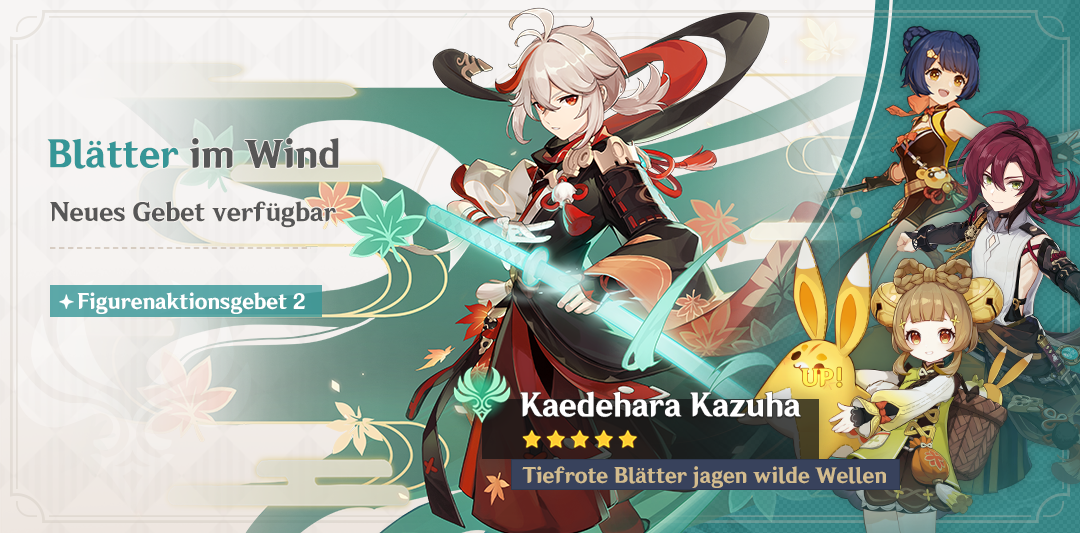 Blätter im Wind
Neues Gebet verfügbar
Figurenaktionsgebet 2
UP!
Kaedehara Kazuha
Tiefrote Blätter jagen wilde Wellen